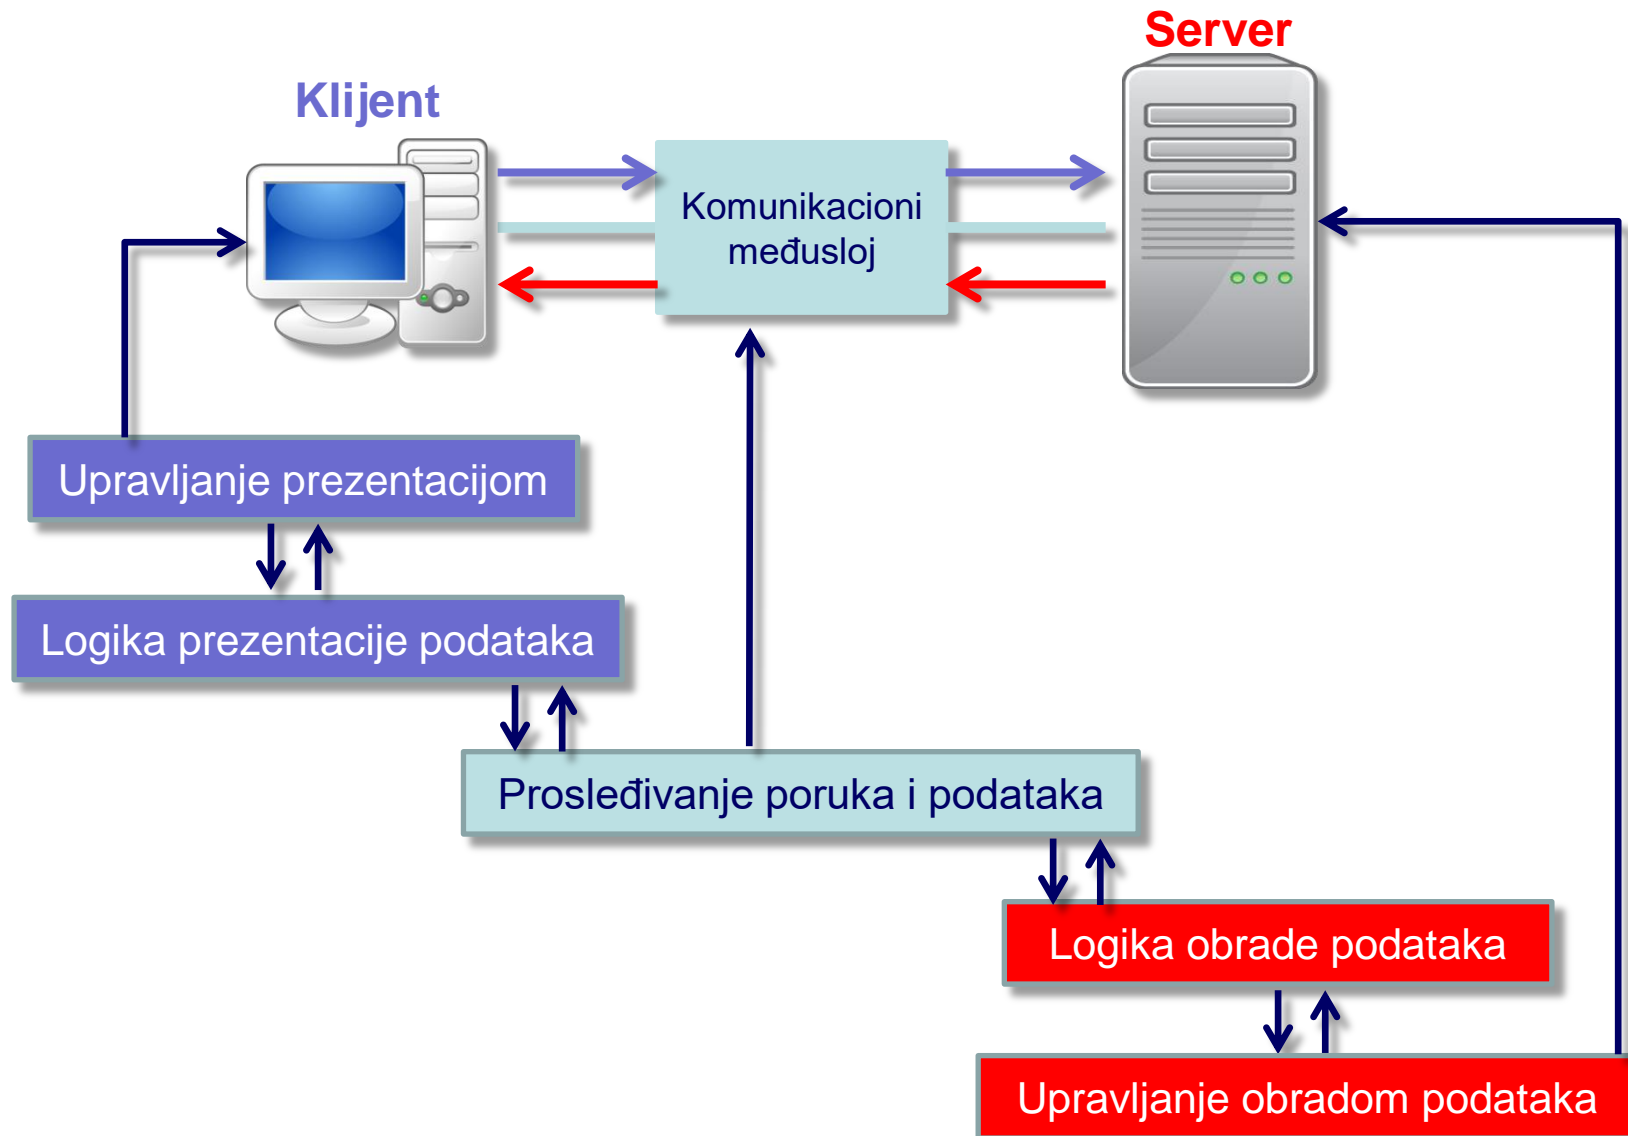 Server
Klijent
Komunikacioni
međusloj
Upravljanje prezentacijom
Logika prezentacije podataka
Prosleđivanje poruka i podataka
Logika obrade podataka
Upravljanje obradom podataka